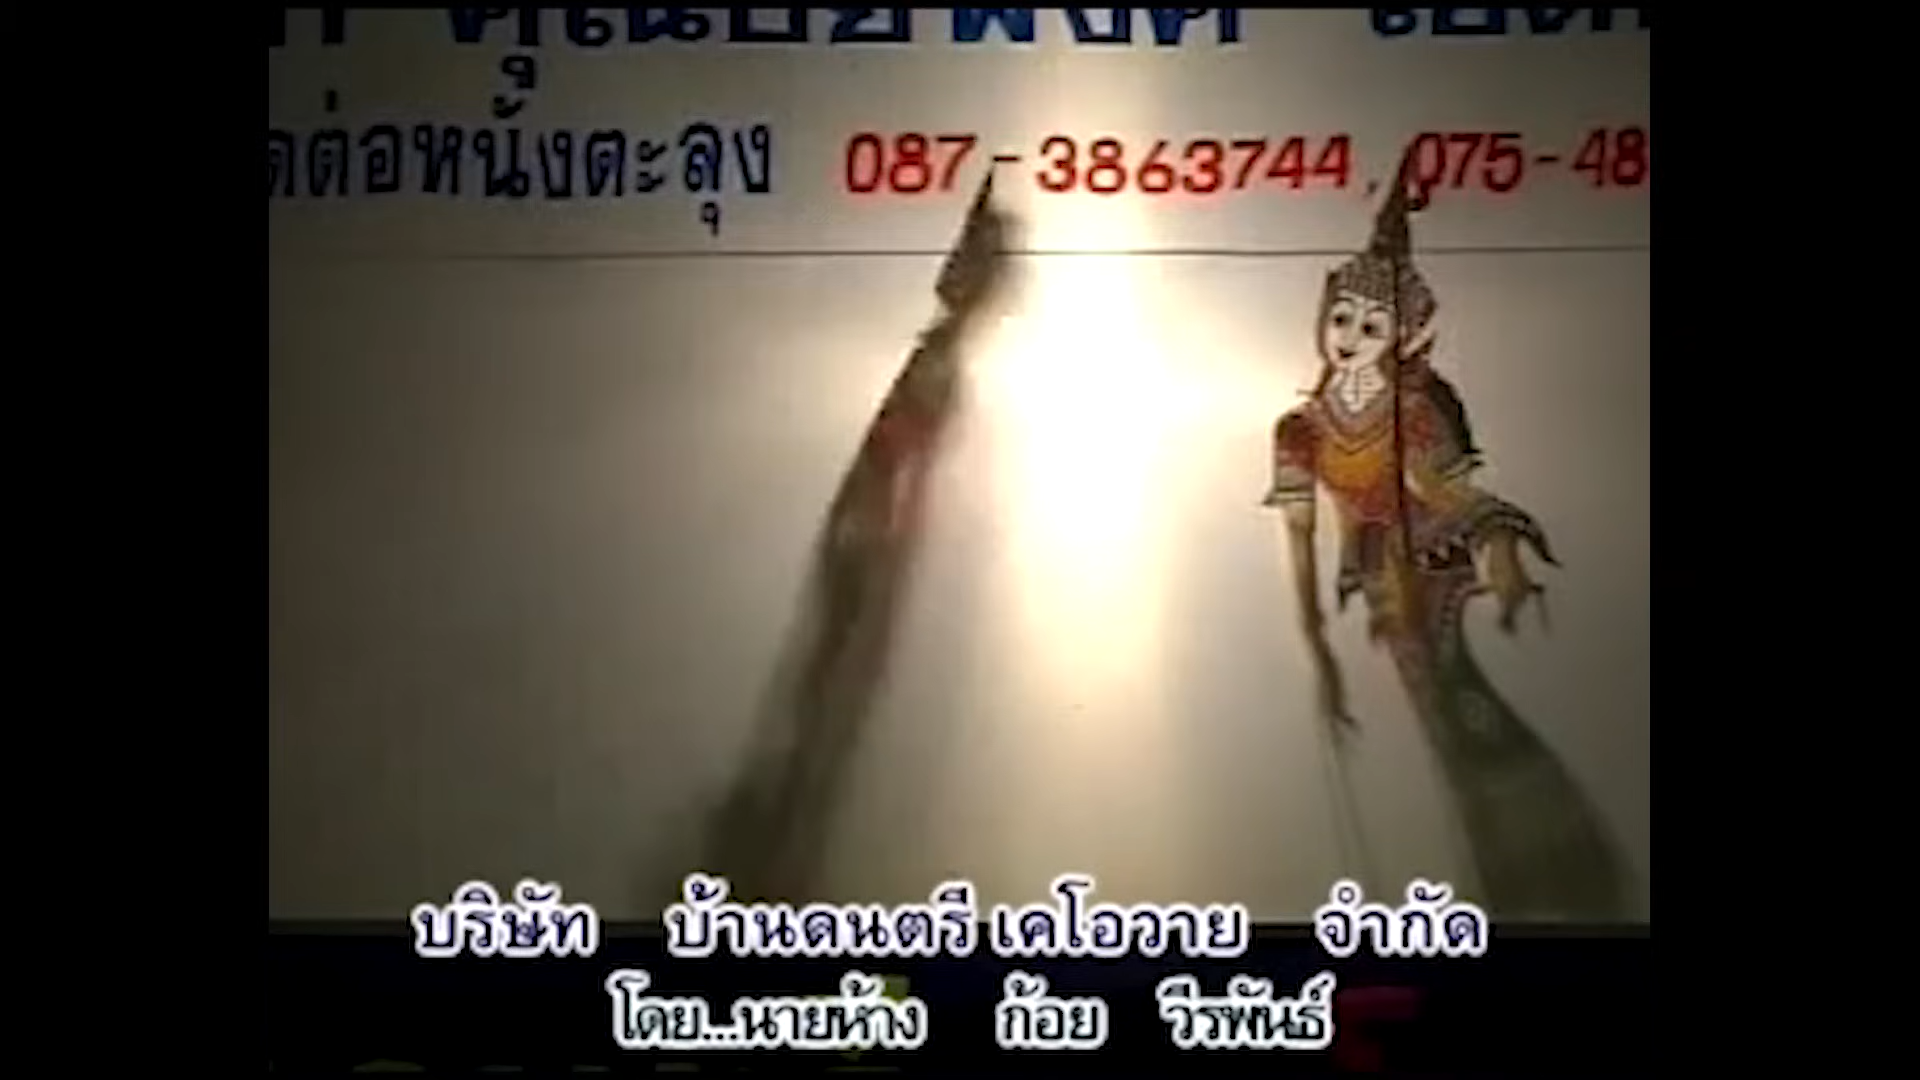 ต่อหนังตะลุง 087-3863744, 075-48
บริษัท บ้านดนตรี เคโอวาย จำกัด
โดย...นายห้าง ก้อย วีรพันธ์